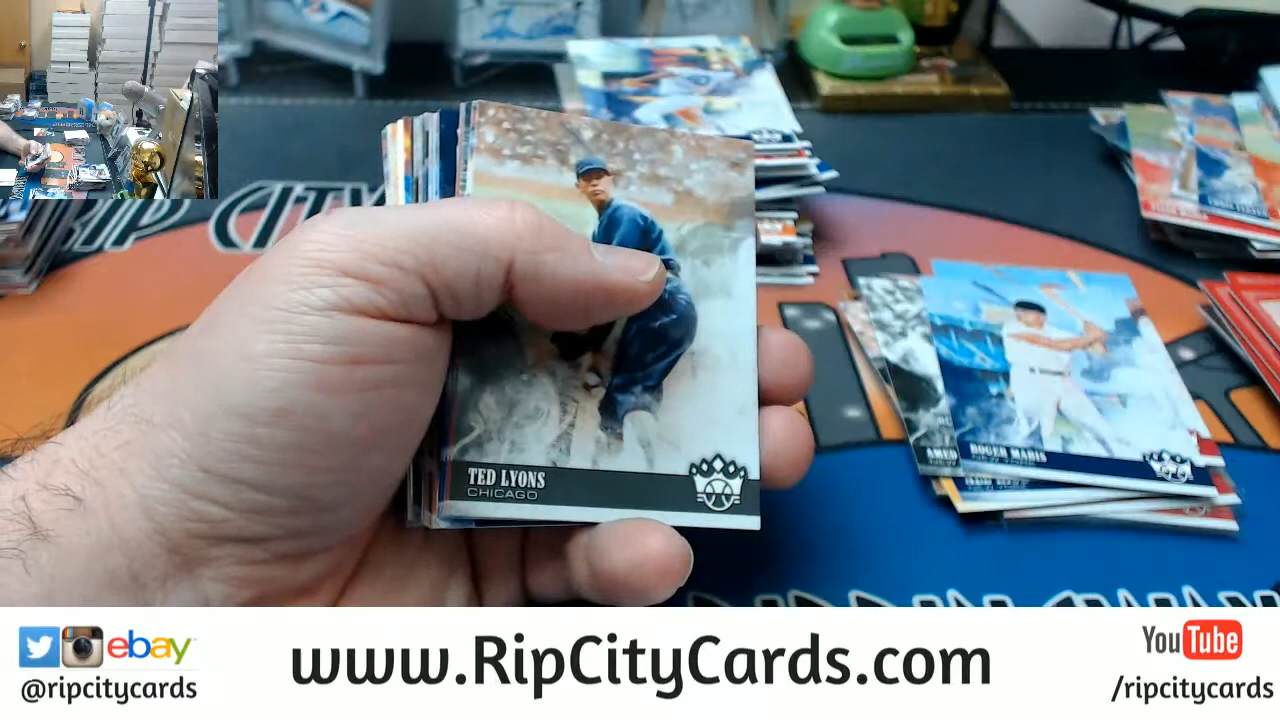 RIP CITY
TED LYONS
CHICAGO
ROGER MARIS
ebay
@ripcitycards
www.RipCityCards.com
YouTube
/ripcitycards